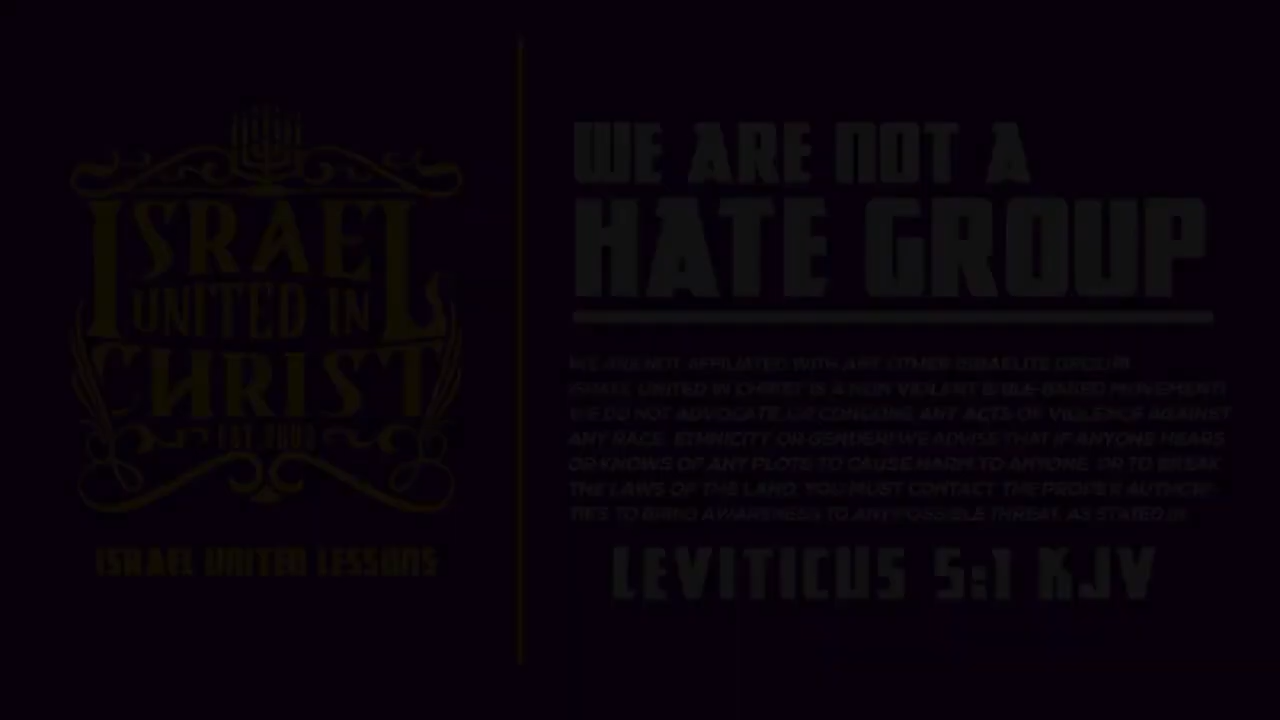 ISRAEL
UNITED IN
CHRIST
EST 2003
ISRAEL UNITED LESSONS
WE ARE NOT A
HATE GROUP
WE ARE NOT AFFILIATED WITH ANY OTHER ISRAELITE GROUP!
ISRAEL UNITED IN CHRIST IS A NON VIOLENT BIBLE-BASED MOVEMENT!
WE DO NOT ADVOCATE, OR CONDONE ANY ACTS OF VIOLENCE AGAINST
ANY RACE, ETHNICITY OR GENDER! WE ADVISE THAT IF ANYONE HEARS
OR KNOWS OF ANY PLOTS TO CAUSE HARM TO ANYONE, OR TO BREAK
THE LAWS OF THE LAND, YOU MUST CONTACT THE PROPER AUTHORI-
TIES TO BRING AWARENESS TO ANY POSSIBLE THREAT. AS STATED IN
LEVITICUS 5:1 KJV